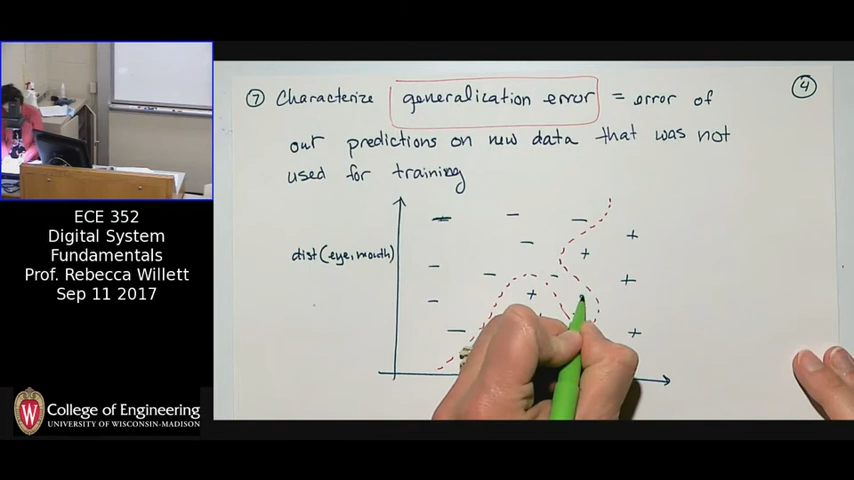 ⑦ Characterize generalization error = error of
④
our predictions on new data that was not
used for training
dist(eye,mouth)
ECE 352
Digital System
Fundamentals
Prof. Rebecca Willett
Sep 11 2017
W
College of Engineering
UNIVERSITY OF WISCONSIN-MADISON